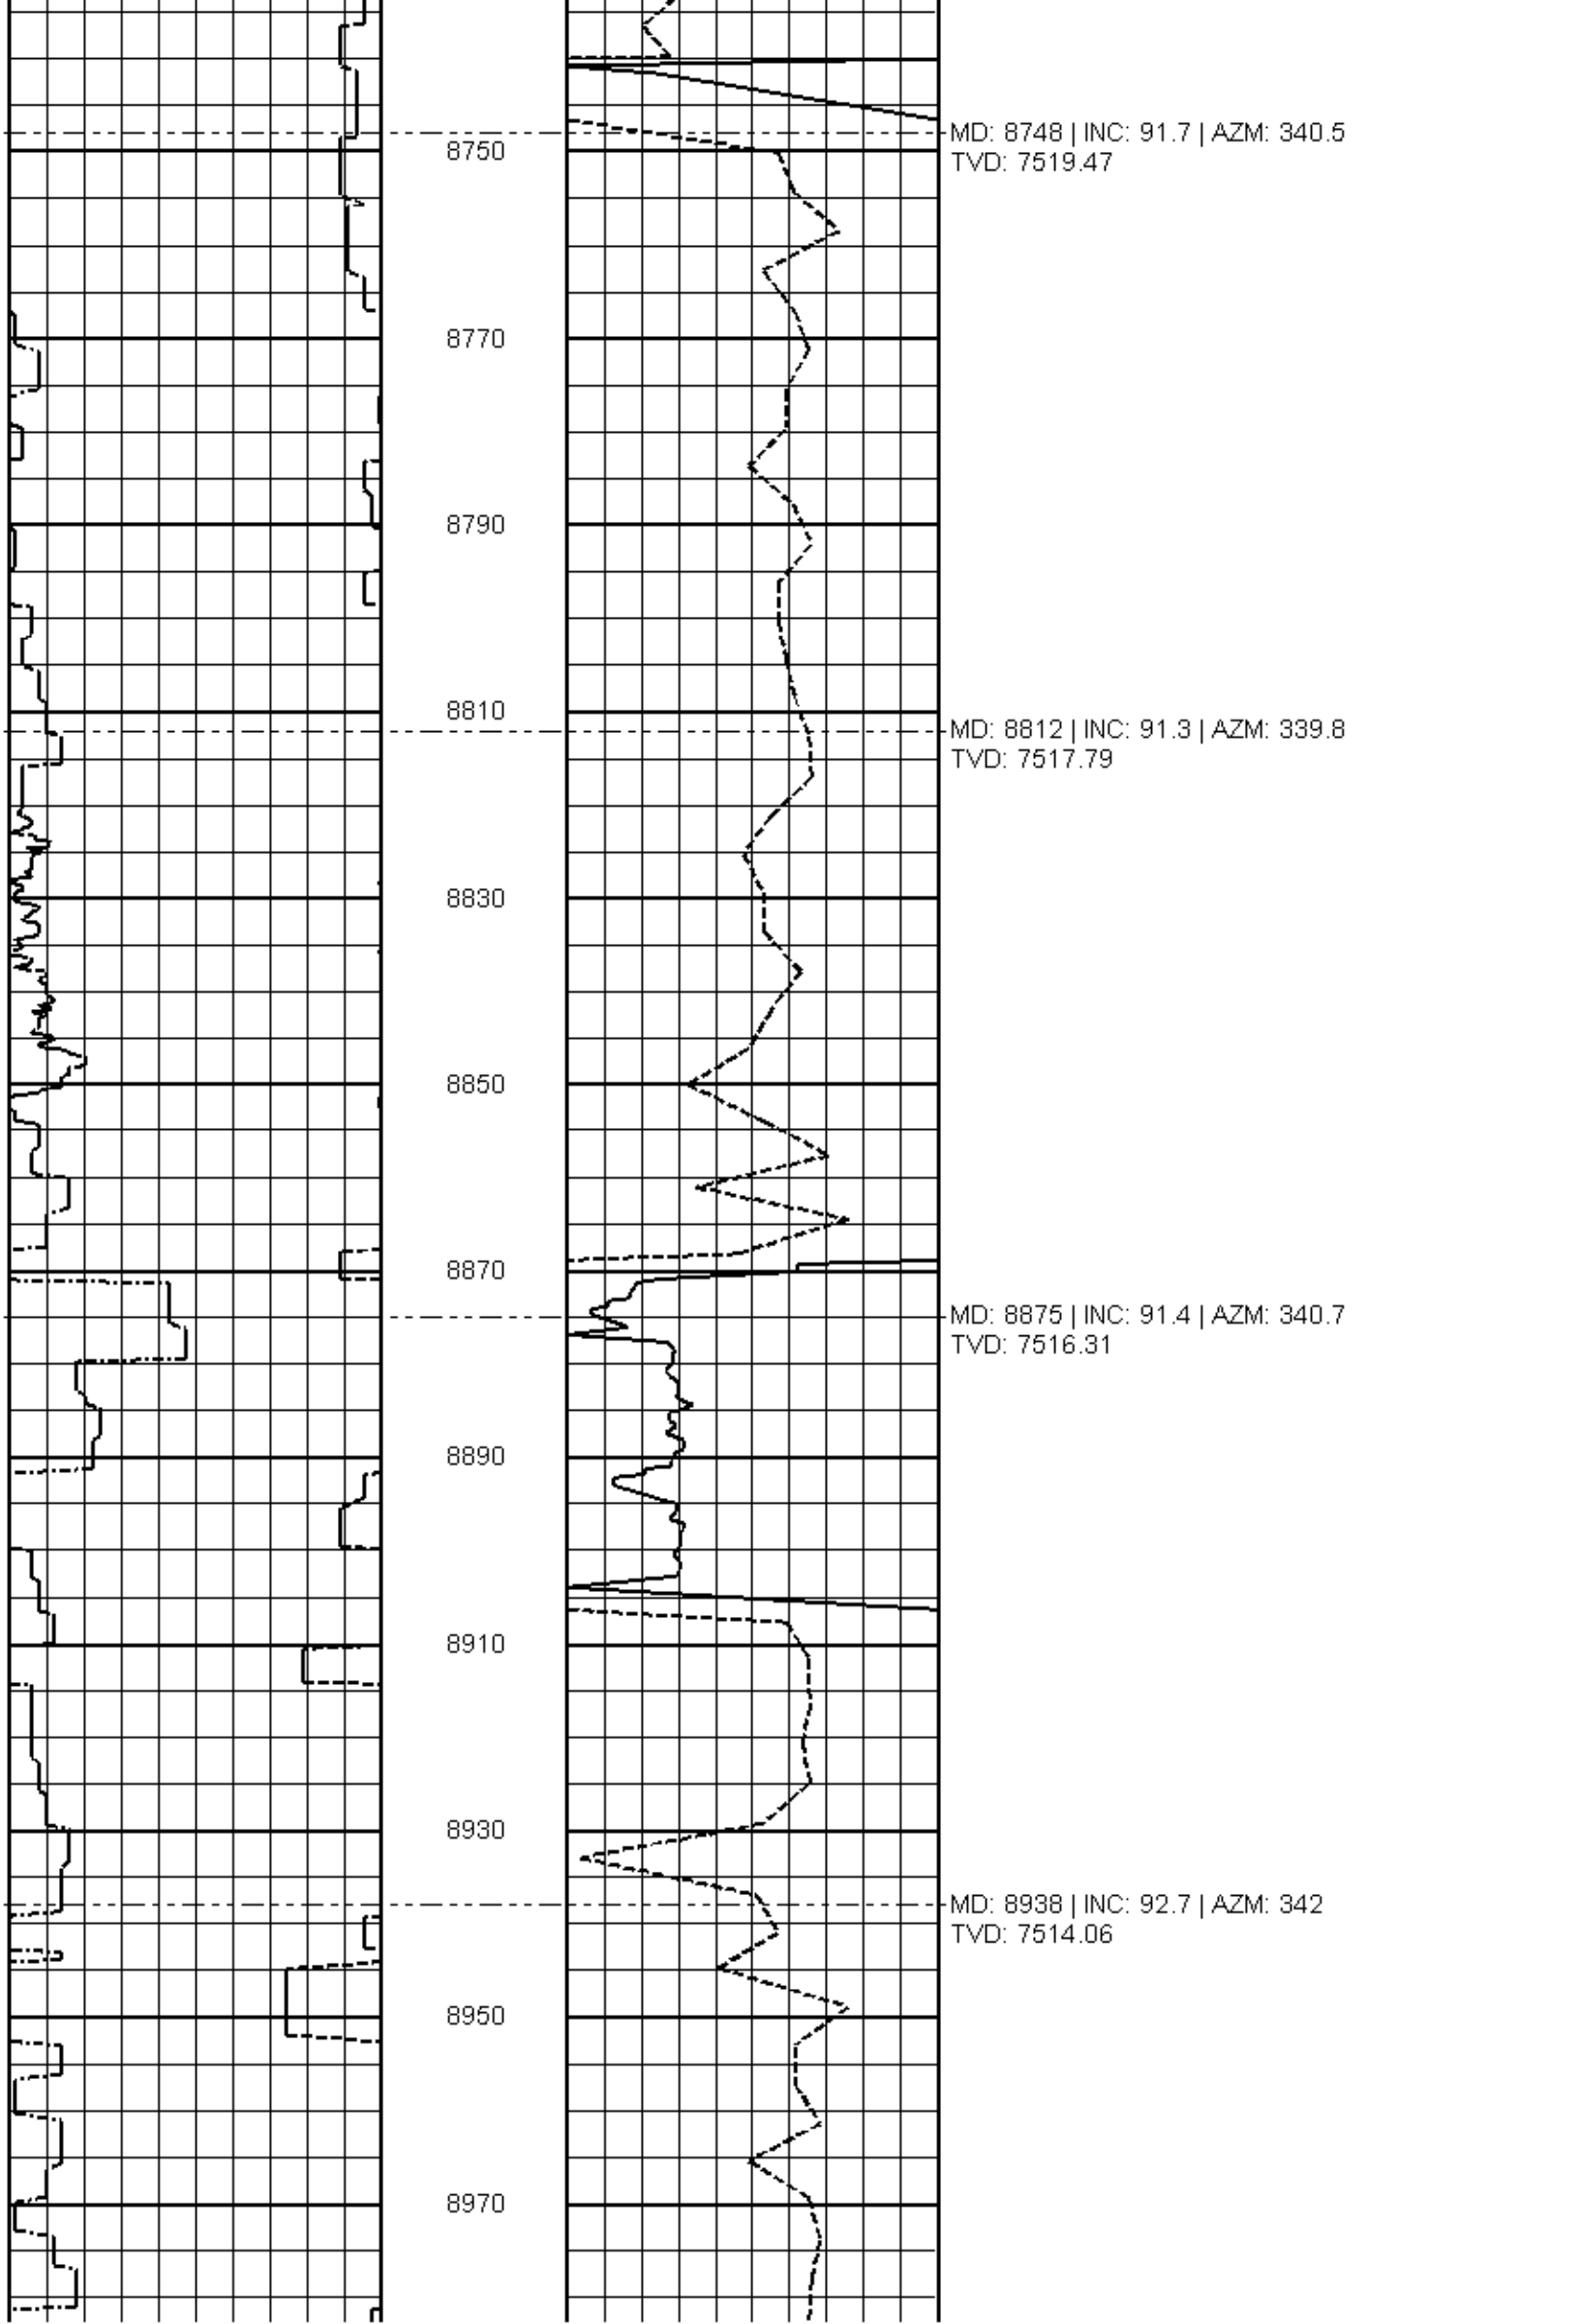 MD: 8748 | INC: 91.7 | AZM: 340.5
TVD: 7519.47
8750
8770
8790
8810
MD: 8812 | INC: 91.3 | AZM: 339.8
TVD: 7517.79
8830
8850
8870
MD: 8875 | INC: 91.4 | AZM: 340.7
TVD: 7516.31
8890
8910
8930
MD: 8938 | INC: 92.7 | AZM: 342
TVD: 7514.06
8950
8970